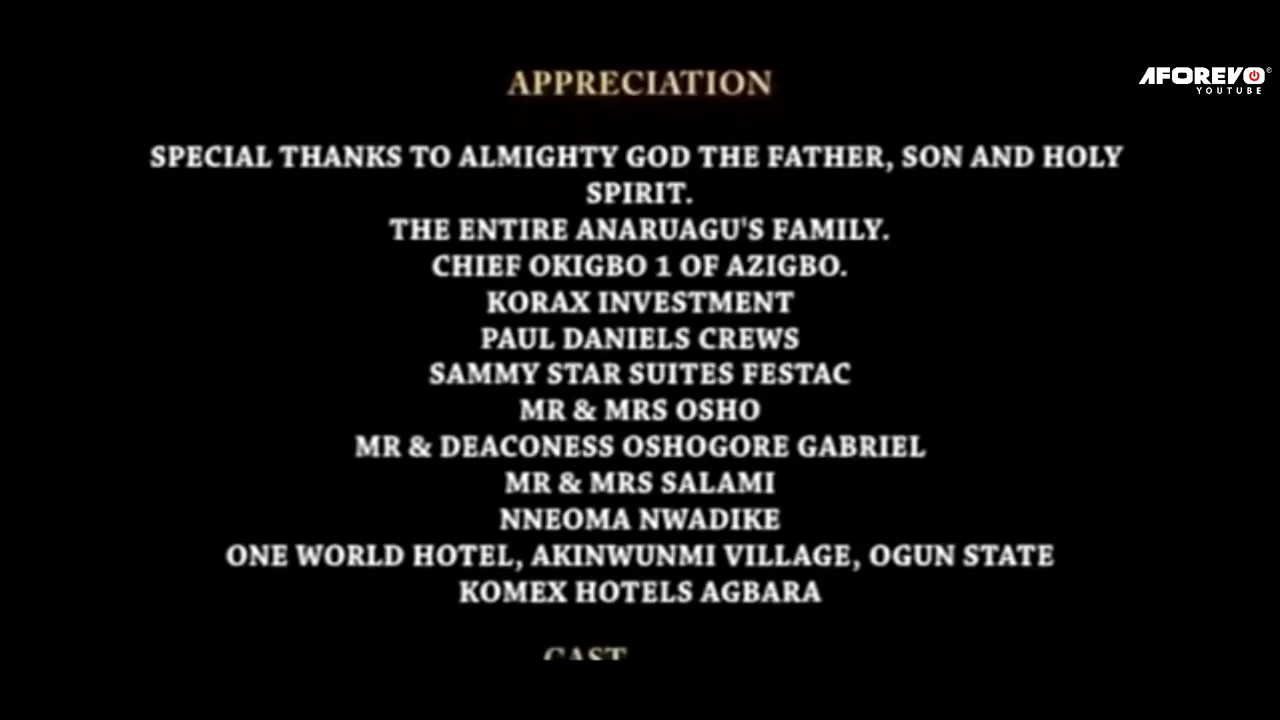 APPRECIATION
AFOREVO
YOUTUBE
SPECIAL THANKS TO ALMIGHTY GOD THE FATHER, SON AND HOLY
SPIRIT.
THE ENTIRE ANARUAGU'S FAMILY.
CHIEF OKIGBO 1 OF AZIGBO.
KORAX INVESTMENT
PAUL DANIELS CREWS
SAMMY STAR SUITES FESTAC
MR & MRS OSHO
MR & DEACONESS OSHOGORE GABRIEL
MR & MRS SALAMI
NNEOMA NWADIKE
ONE WORLD HOTEL, AKINWUNMI VILLAGE, OGUN STATE
KOMEX HOTELS AGBARA
CAST